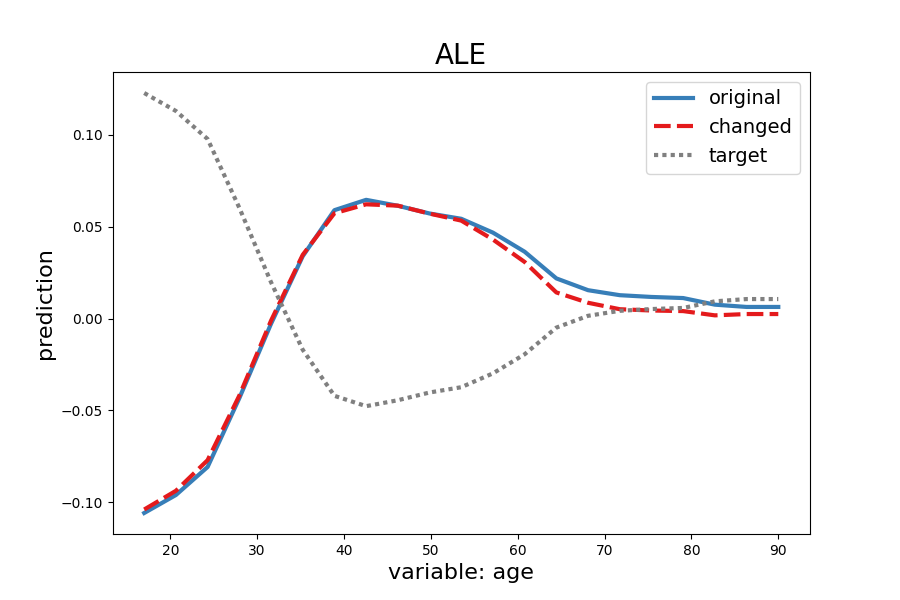 ALE
original
changed
target
prediction
0.10
0.05
0.00
−0.05
−0.10
20 30 40 50 60 70 80 90
variable: age